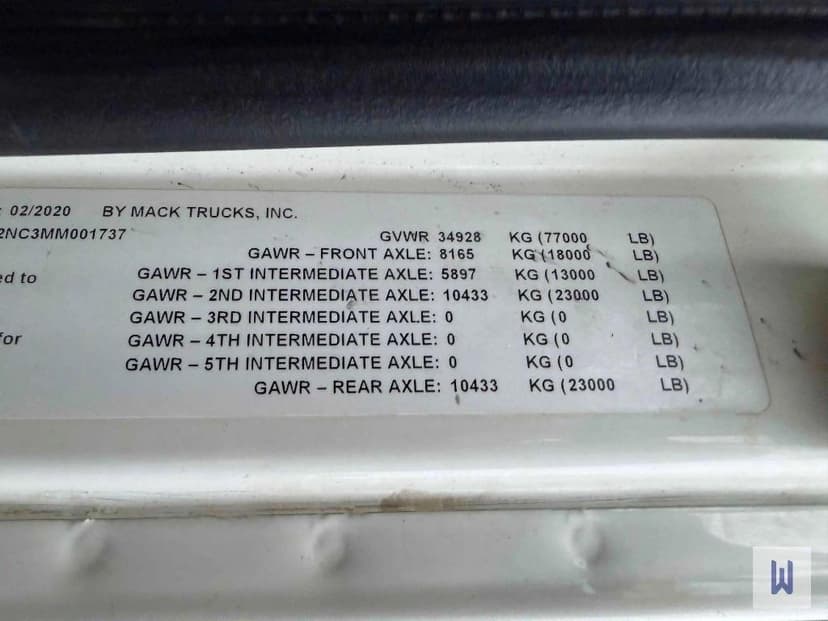 : 02/2020 BY MACK TRUCKS, INC.
2NC3MM001737
GVWR 34928 KG (77000 LB)
GAWR – FRONT AXLE: 8165 KG (18000 LB)
ed to
GAWR – 1ST INTERMEDIATE AXLE: 5897 KG (13000 LB)
GAWR – 2ND INTERMEDIATE AXLE: 10433 KG (23000 LB)
GAWR – 3RD INTERMEDIATE AXLE: 0 KG (0 LB)
for
GAWR – 4TH INTERMEDIATE AXLE: 0 KG (0 LB)
GAWR – 5TH INTERMEDIATE AXLE: 0 KG (0 LB)
GAWR – REAR AXLE: 10433 KG (23000 LB)
W